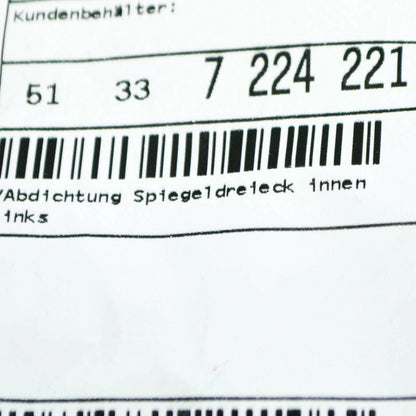 Kundenbehälter:
51 33 7 224 221
/Abdichtung Spiegeldreieck innen
inks